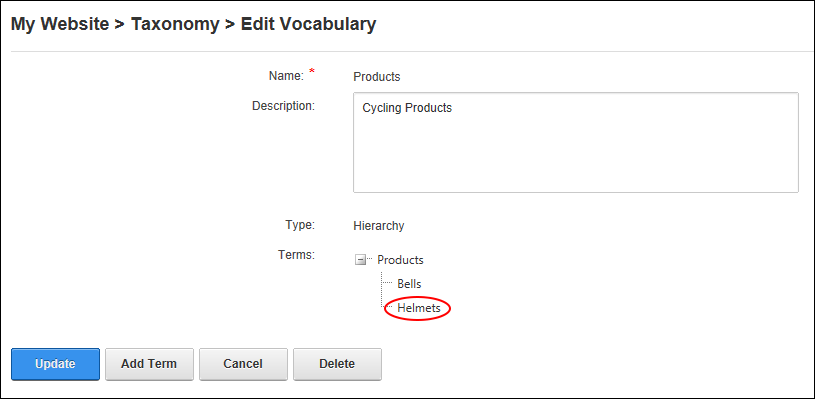 My Website > Taxonomy > Edit Vocabulary
Name: * Products
Description: Cycling Products
Type: Hierarchy
Terms: Products
Bells
Helmets
Update Add Term Cancel Delete